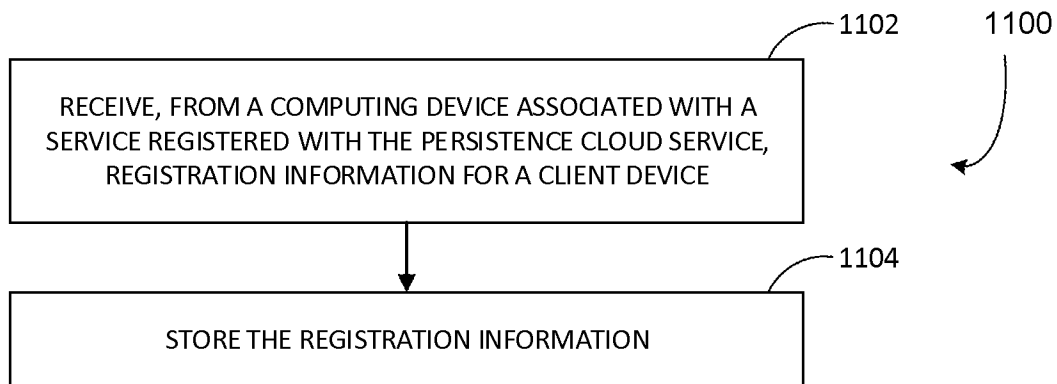 1102
1100
RECEIVE, FROM A COMPUTING DEVICE ASSOCIATED WITH A
SERVICE REGISTERED WITH THE PERSISTENCE CLOUD SERVICE,
REGISTRATION INFORMATION FOR A CLIENT DEVICE
1104
STORE THE REGISTRATION INFORMATION